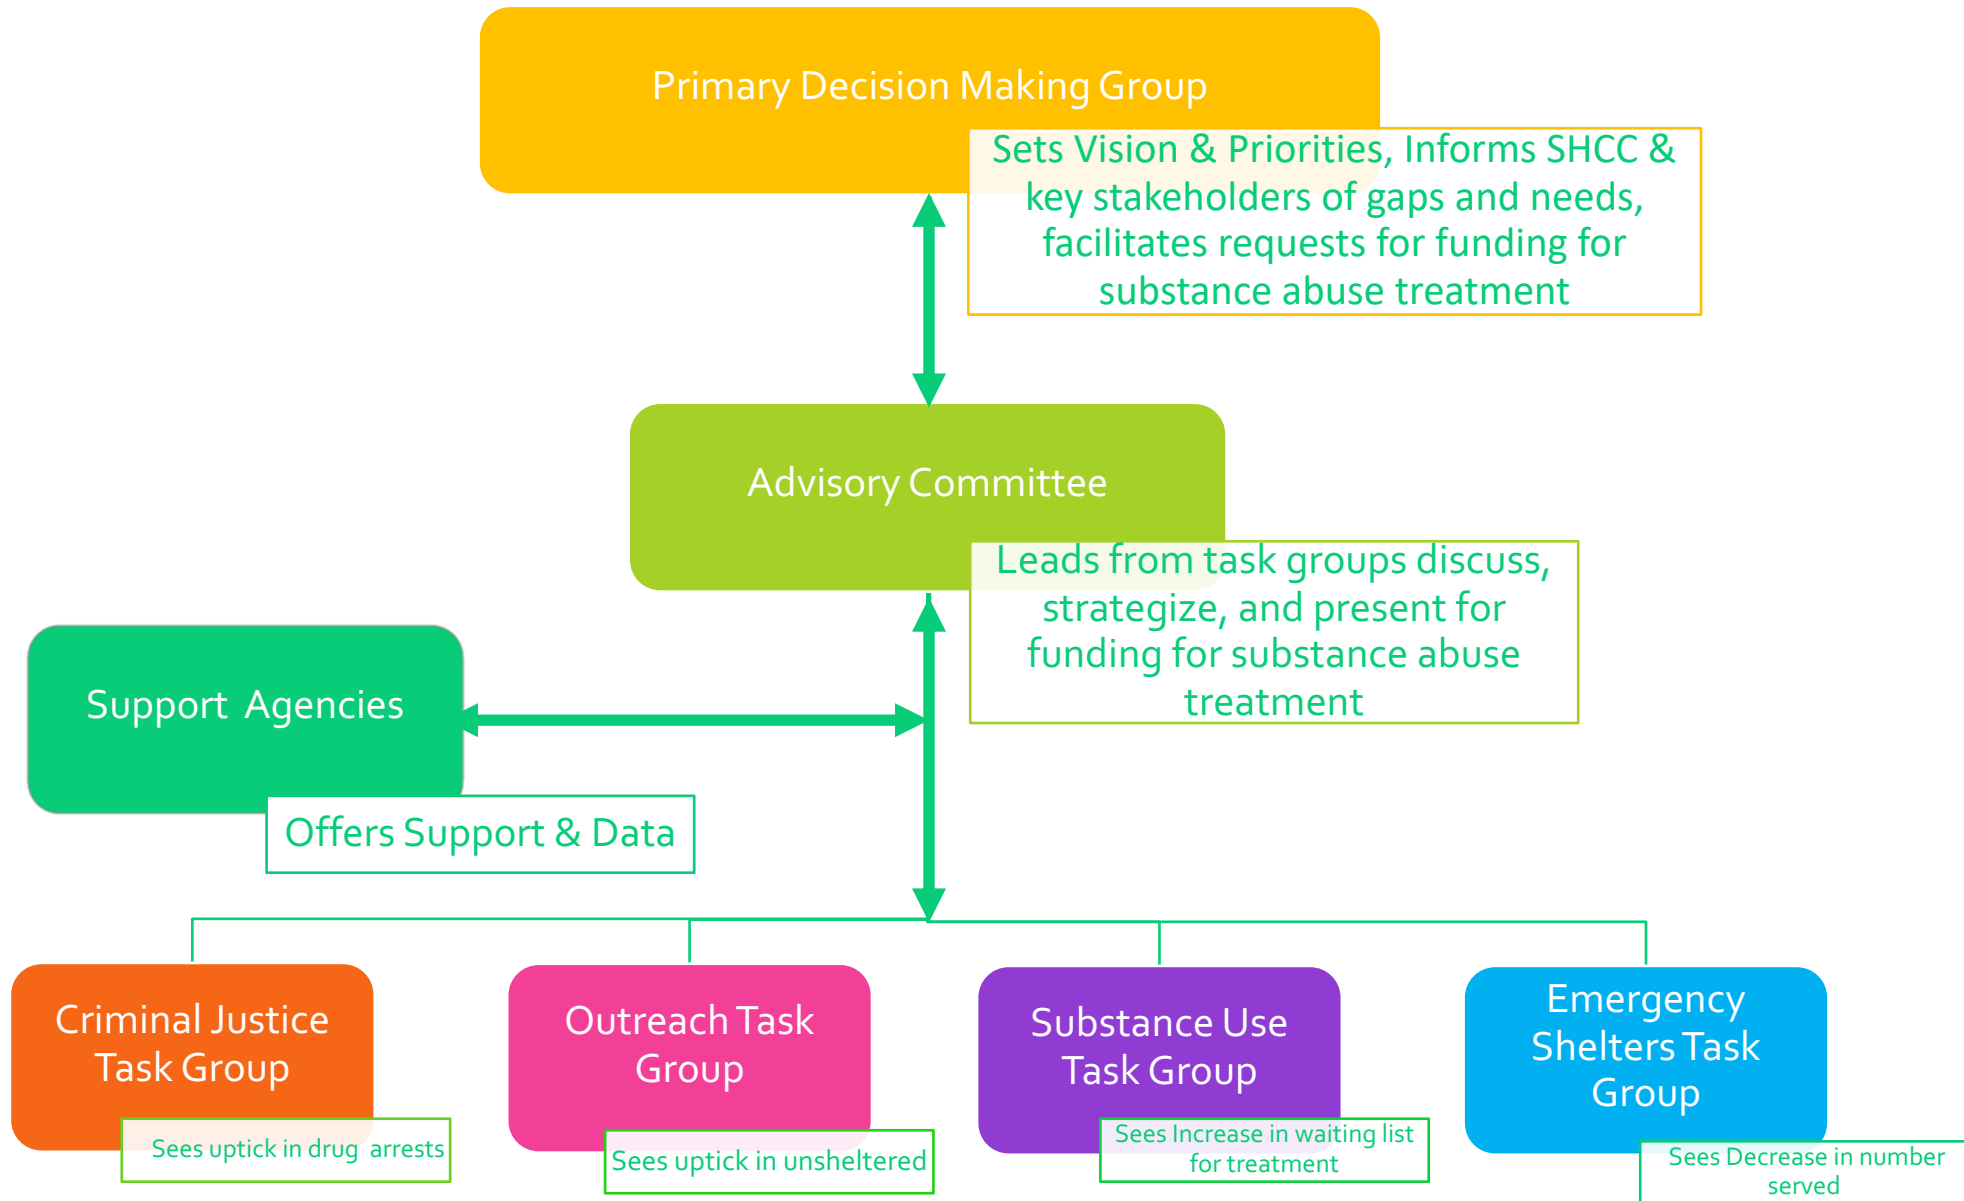 Primary Decision Making Group
Sets Vision & Priorities, Informs SHCC &
key stakeholders of gaps and needs,
facilitates requests for funding for
substance abuse treatment
Advisory Committee
Leads from task groups discuss,
strategize, and present for
funding for substance abuse
treatment
Support Agencies
Offers Support & Data
Criminal Justice
Task Group
Sees uptick in drug arrests
Outreach Task
Group
Sees uptick in unsheltered
Substance Use
Task Group
Sees Increase in waiting list
for treatment
Emergency
Shelters Task
Group
Sees Decrease in number
served